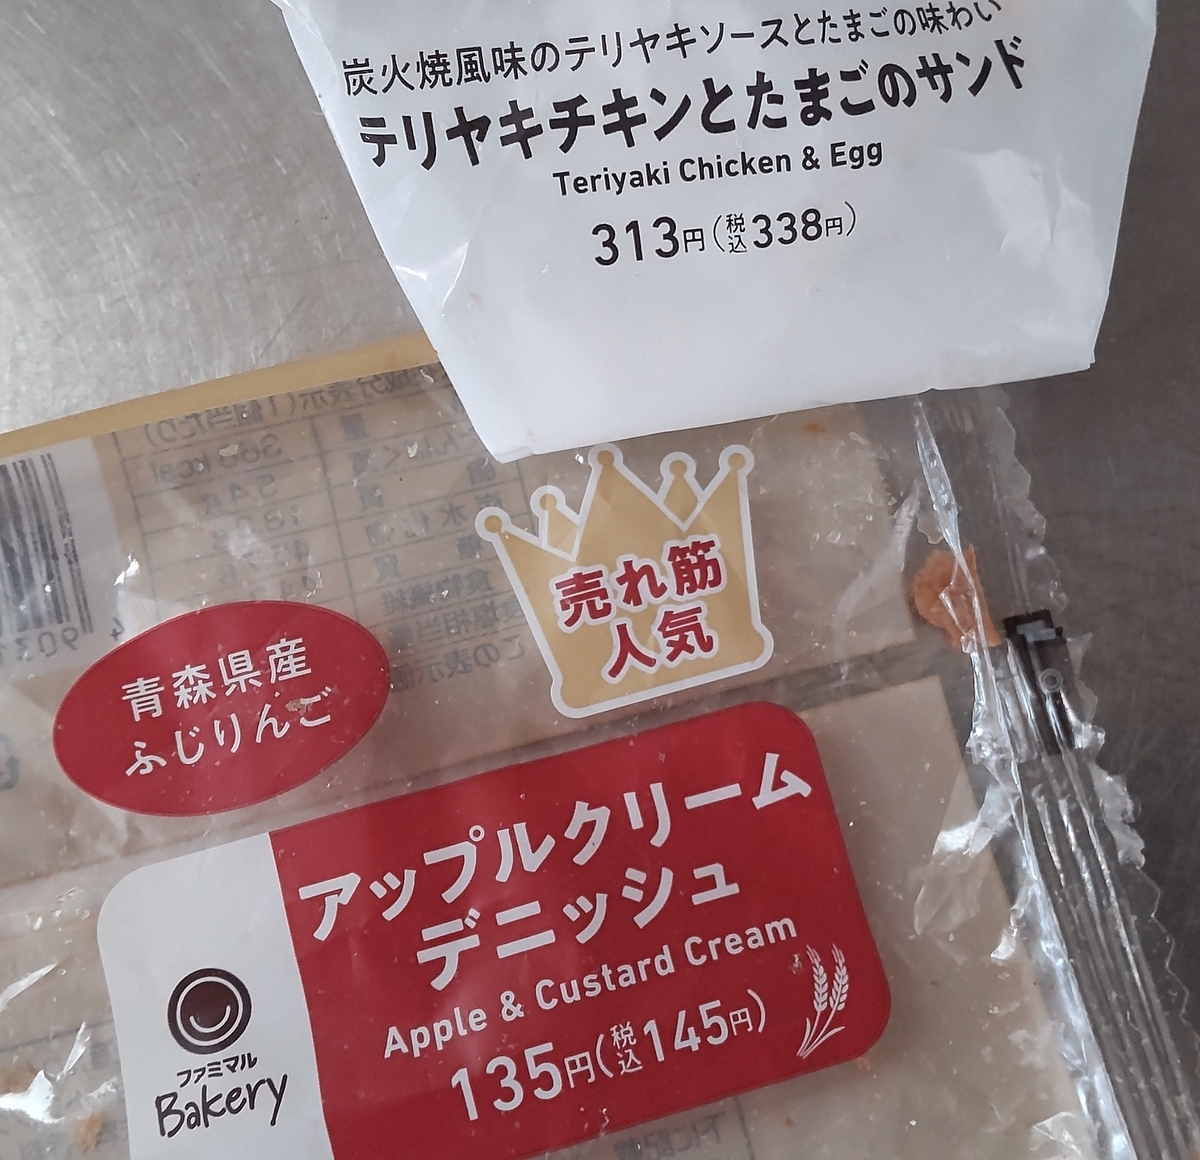 炭火焼風味のテリヤキソースとたまごの味わい
テリヤキチキンとたまごのサンド
Teriyaki Chicken & Egg
313円(税込338円)
売れ筋
人気
青森県産
ふじりんご
アップルクリーム
デニッシュ
Apple & Custard Cream
135円(税込145円)
ファミマル
Bakery